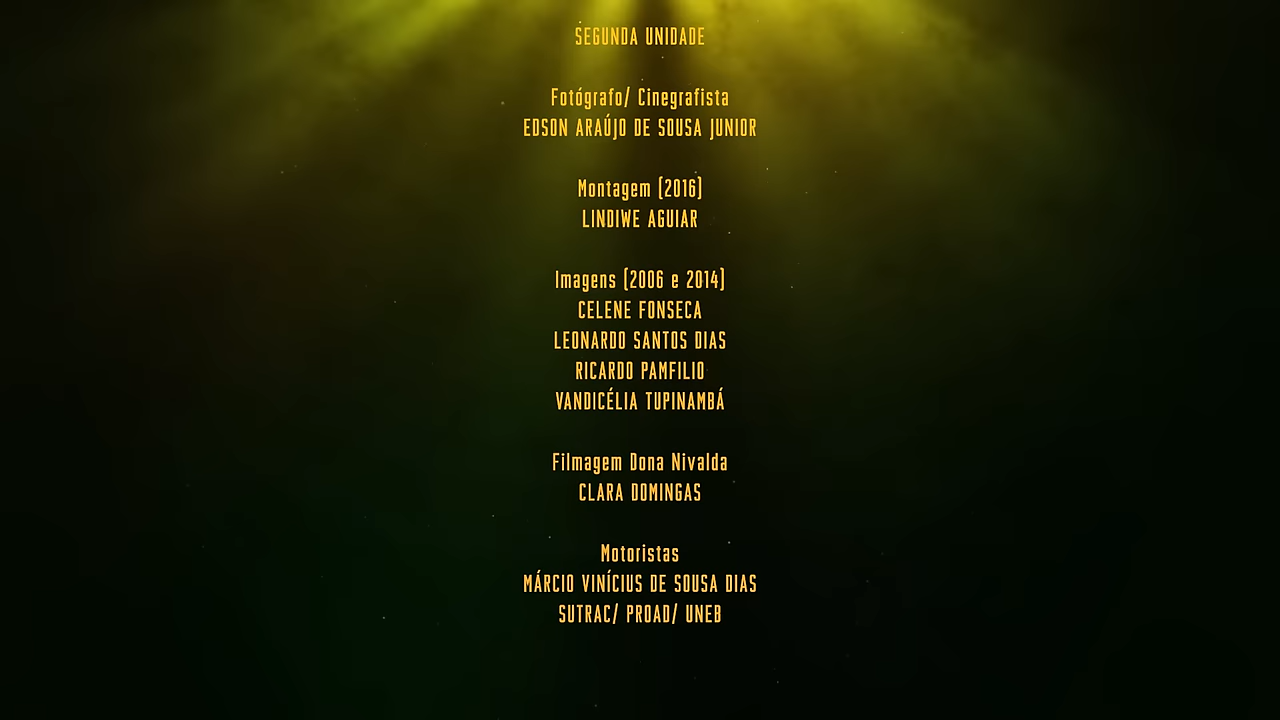 SEGUNDA UNIDADE
Fotógrafo/ Cinegrafista
EDSON ARAÚJO DE SOUSA JUNIOR
Montagem (2016)
LINDIWE AGUIAR
Imagens (2006 e 2014)
CELENE FONSECA
LEONARDO SANTOS DIAS
RICARDO PAMFILIO
VANDICÉLIA TUPINAMBÁ
Filmagem Dona Nivalda
CLARA DOMINGAS
Motoristas
MÁRCIO VINÍCIUS DE SOUSA DIAS
SUTRAC/ PROAD/ UNEB